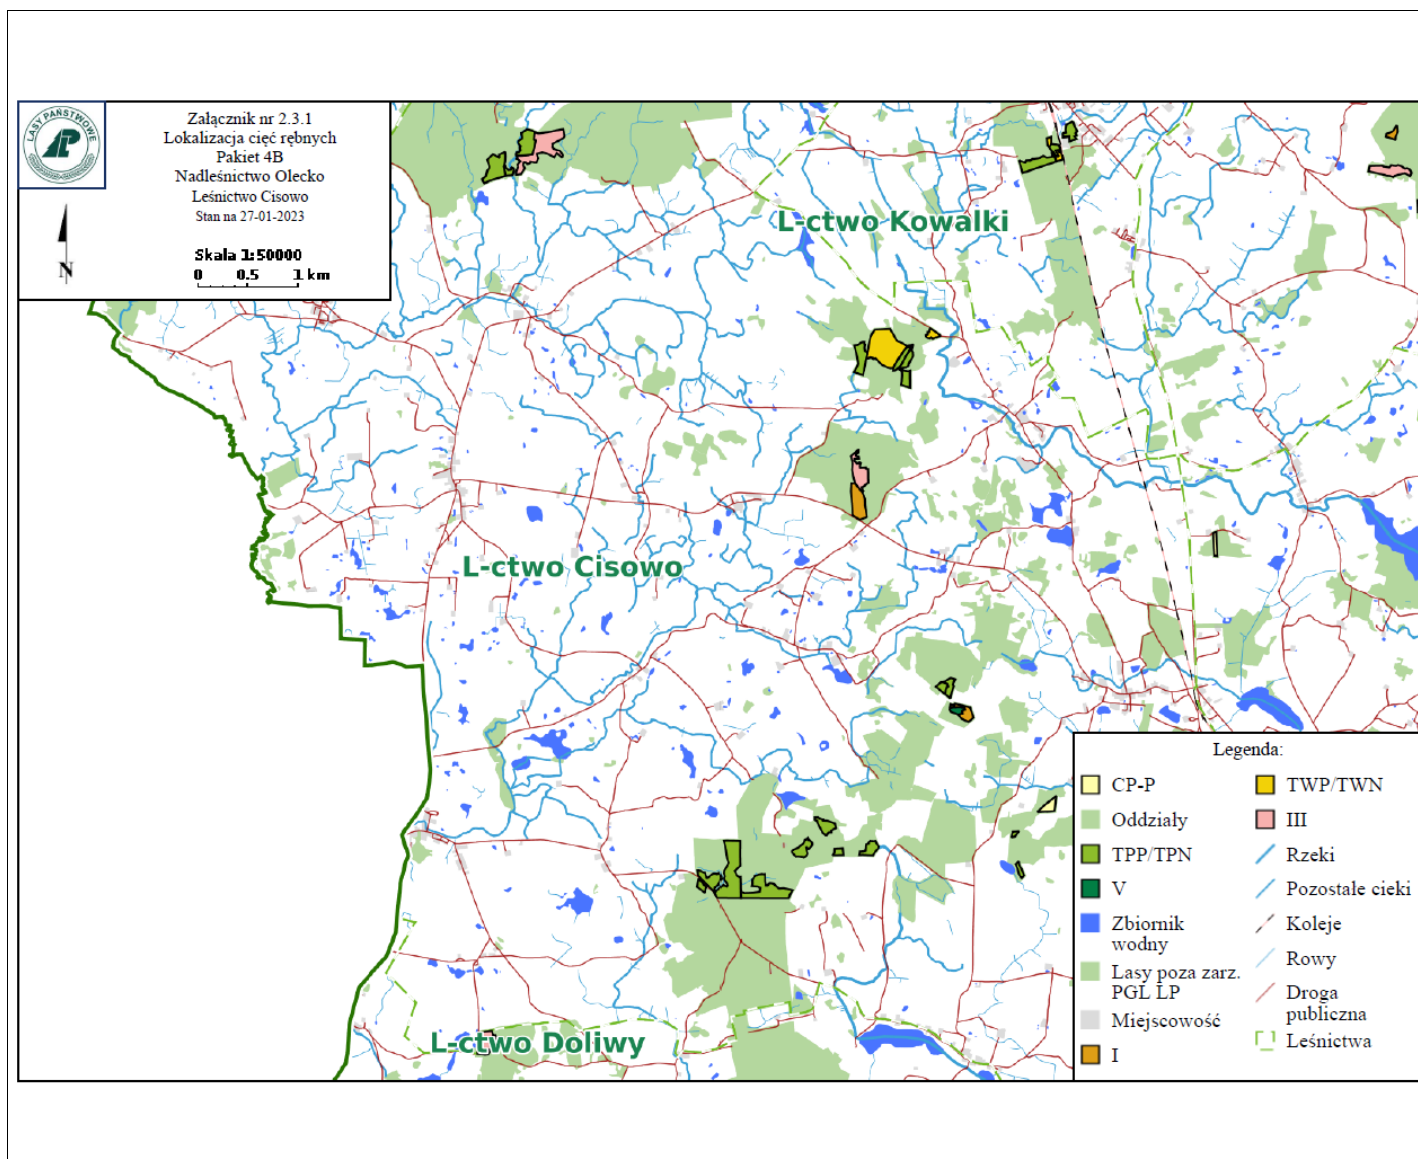 LASY PAŃSTWOWE
Załącznik nr 2.3.1
Lokalizacja cięć rębnych
Pakiet 4B
Nadleśnictwo Olecko
Leśnictwo Cisowo
Stan na 27-01-2023
N
Skala 1:50000
0 0.5 1 km
L-ctwo Kowalki
L-ctwo Cisowo
L-ctwo Doliwy
Legenda:
CP-P
Oddziały
TPP/TPN
V
Zbiornik
wodny
Lasy poza zarz.
PGL LP
Miejscowość
I
TWP/TWN
III
Rzeki
Pozostałe cieki
Koleje
Rowy
Droga
publiczna
Leśnictwa